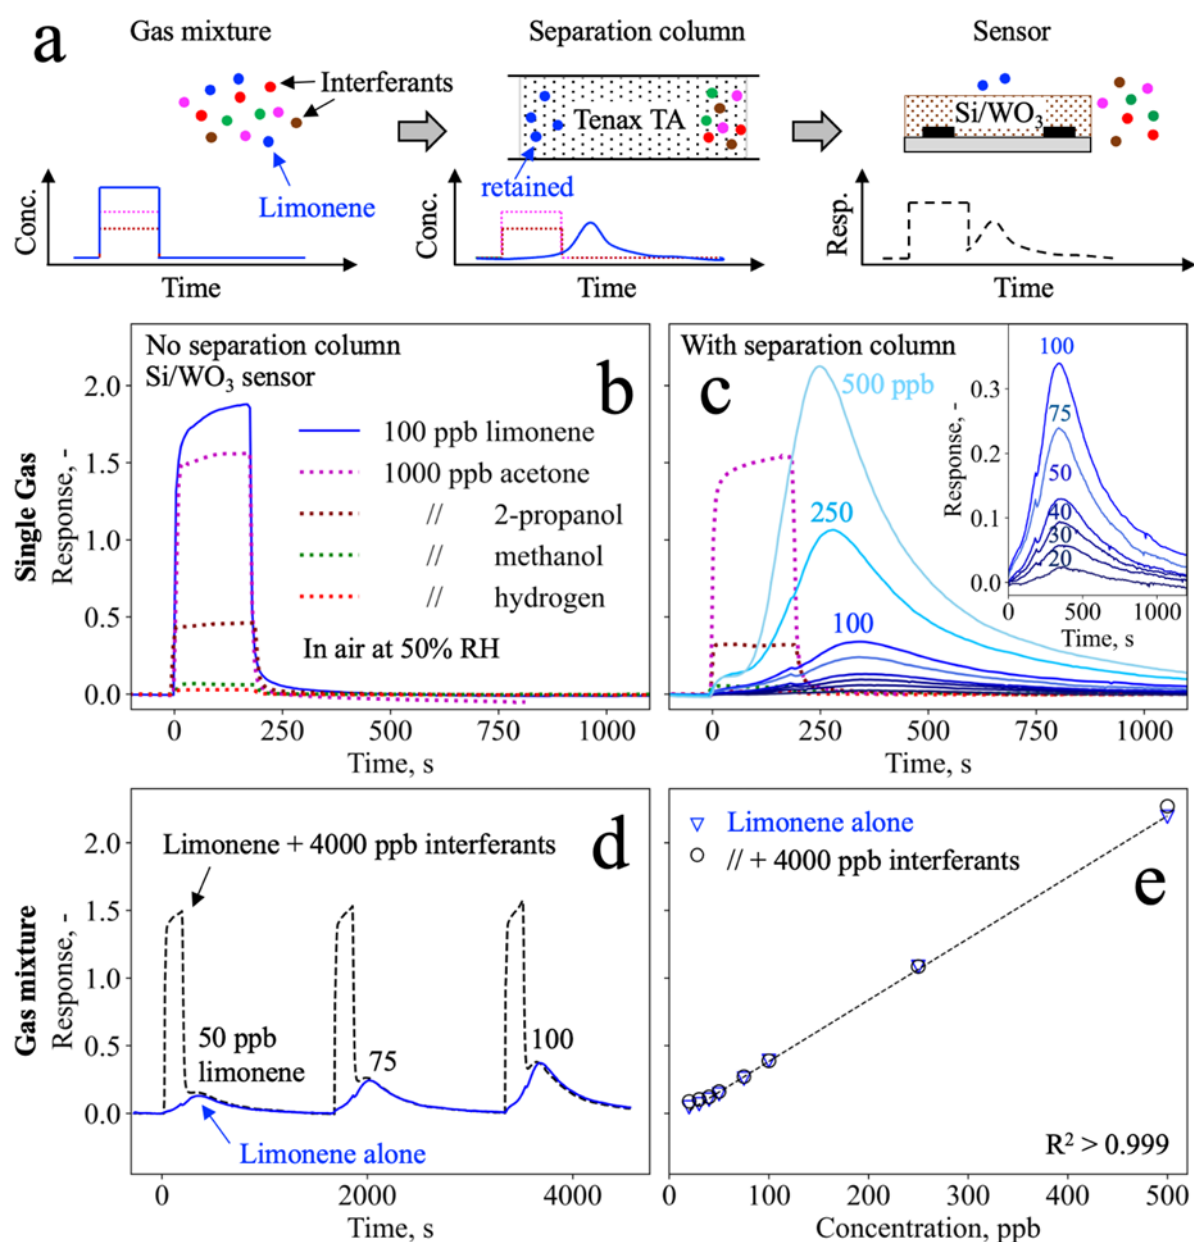 a
Gas mixture
Separation column
Sensor
Interferants
Tenax TA
Si/WO₃
retained
Limonene
Conc.
Time
Conc.
Time
Resp.
Time
Single Gas
Response, -
2.0
1.5
1.0
0.5
0.0
No separation column
Si/WO₃ sensor
b
100 ppb limonene
1000 ppb acetone
// 2-propanol
// methanol
// hydrogen
In air at 50% RH
0 250 500 750 1000
Time, s
With separation column
c
500 ppb
250
100
0 250 500 750 1000
Time, s
Response, -
0.3
0.2
0.1
0.0
100
75
50
40
30
20
0 500 1000
Time, s
Gas mixture
Response, -
2.0
1.5
1.0
0.5
0.0
Limonene + 4000 ppb interferants
d
50 ppb
limonene
75
100
Limonene alone
0 2000 4000
Time, s
Limonene alone
// + 4000 ppb interferants
e
R² > 0.999
0 100 200 300 400 500
Concentration, ppb